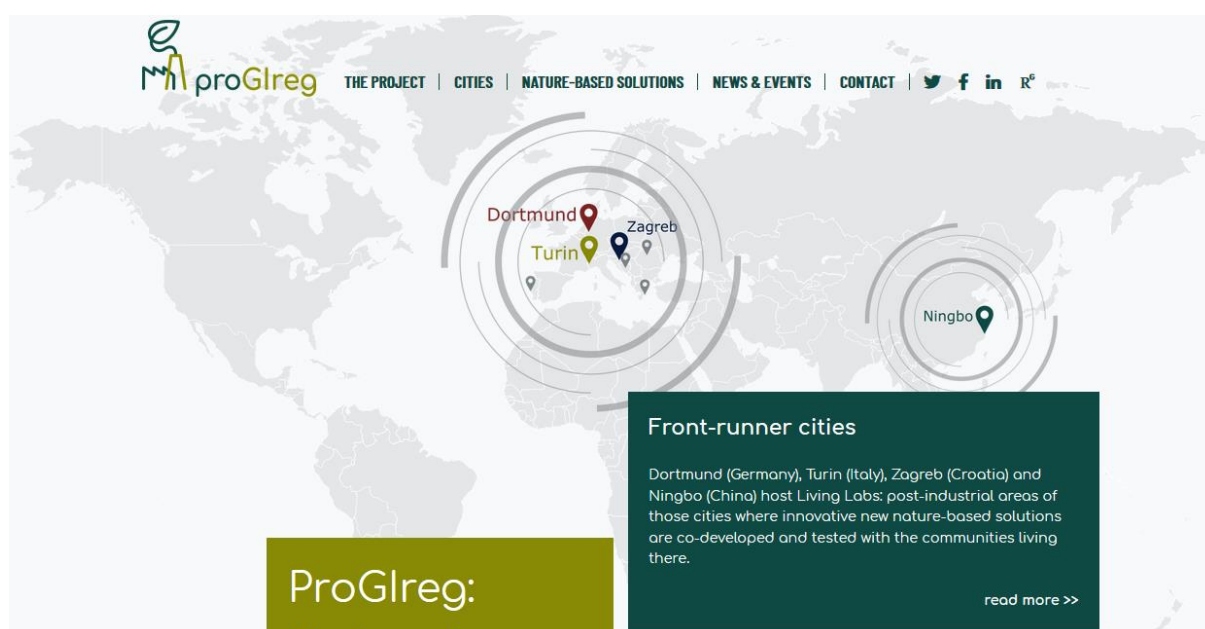 proGIreg
THE PROJECT | CITIES | NATURE-BASED SOLUTIONS | NEWS & EVENTS | CONTACT | f in RG
Dortmund
Zagreb
Turin
Ningbo
Front-runner cities
Dortmund (Germany), Turin (Italy), Zagreb (Croatia) and
Ningbo (China) host Living Labs: post-industrial areas of
those cities where innovative new nature-based solutions
are co-developed and tested with the communities living
there.
read more >>
ProGIreg: